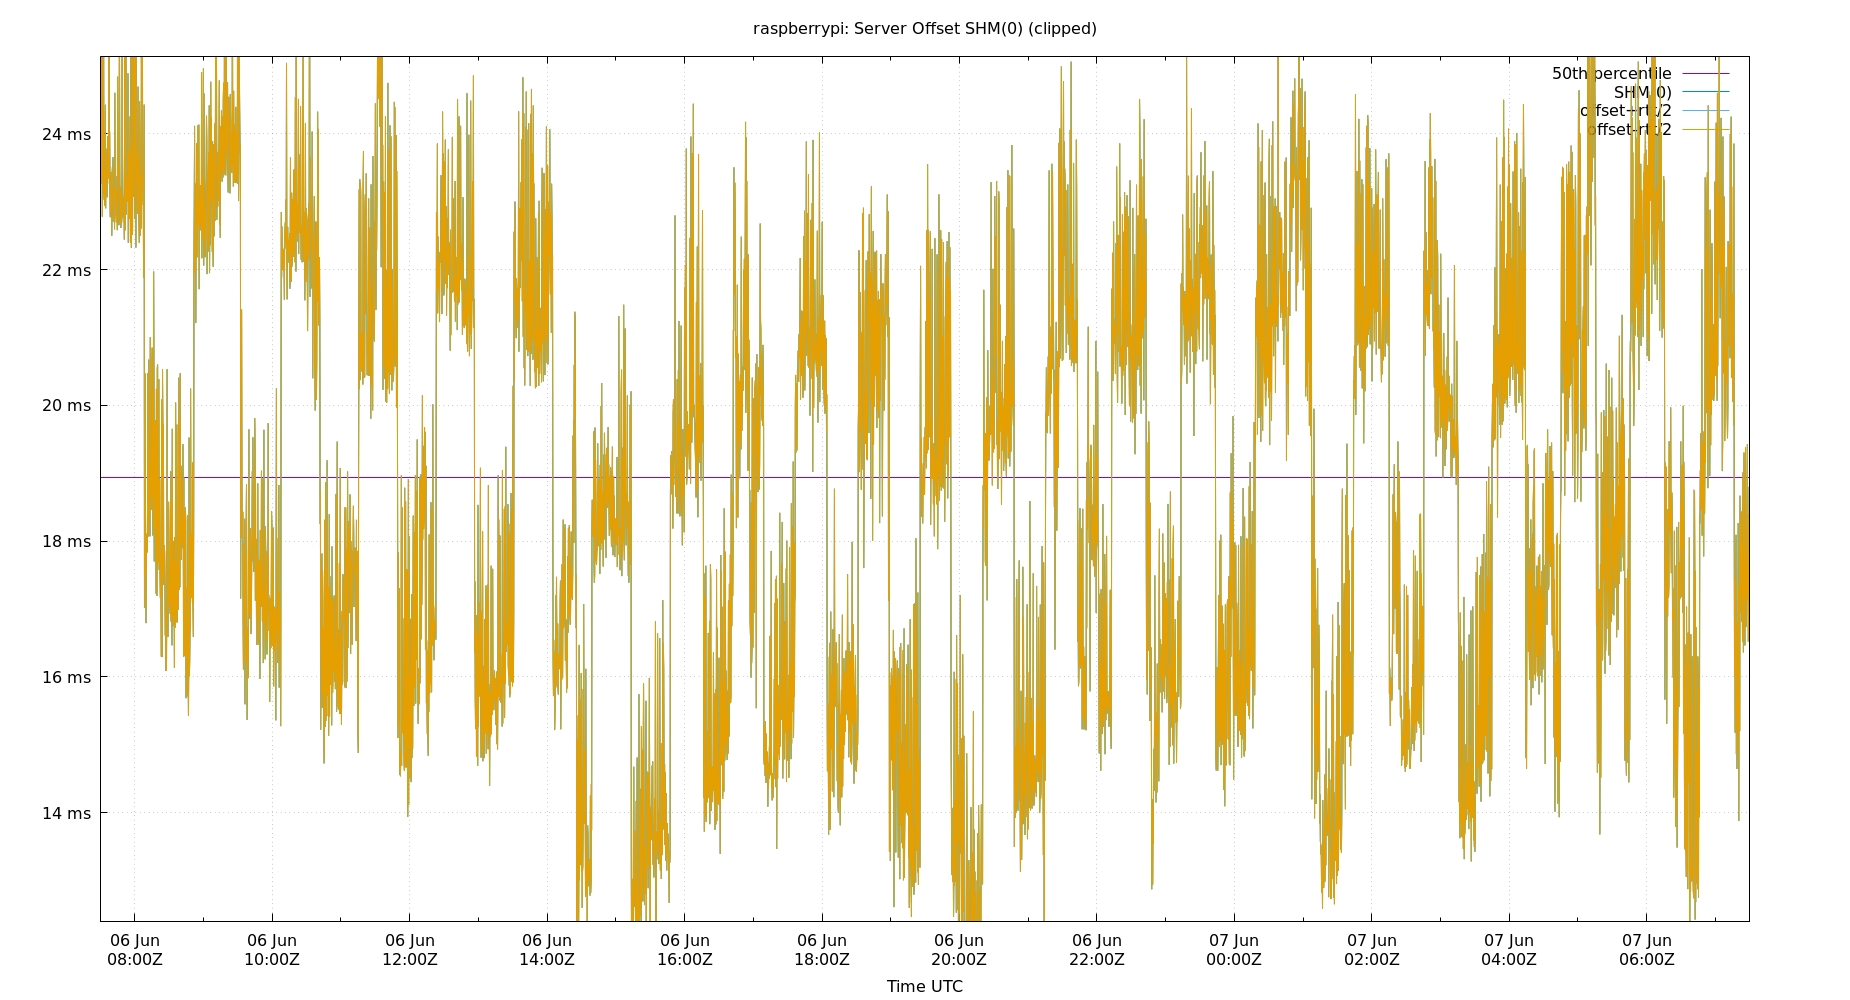 raspberrypi: Server Offset SHM(0) (clipped)
50th percentile
SHM(0)
offset+rtt/2
offset-rtt/2
24 ms
22 ms
20 ms
18 ms
16 ms
14 ms
06 Jun 06 Jun 06 Jun 06 Jun 06 Jun 06 Jun 06 Jun 06 Jun 07 Jun 07 Jun 07 Jun 07 Jun
08:00Z 10:00Z 12:00Z 14:00Z 16:00Z 18:00Z 20:00Z 22:00Z 00:00Z 02:00Z 04:00Z 06:00Z
Time UTC